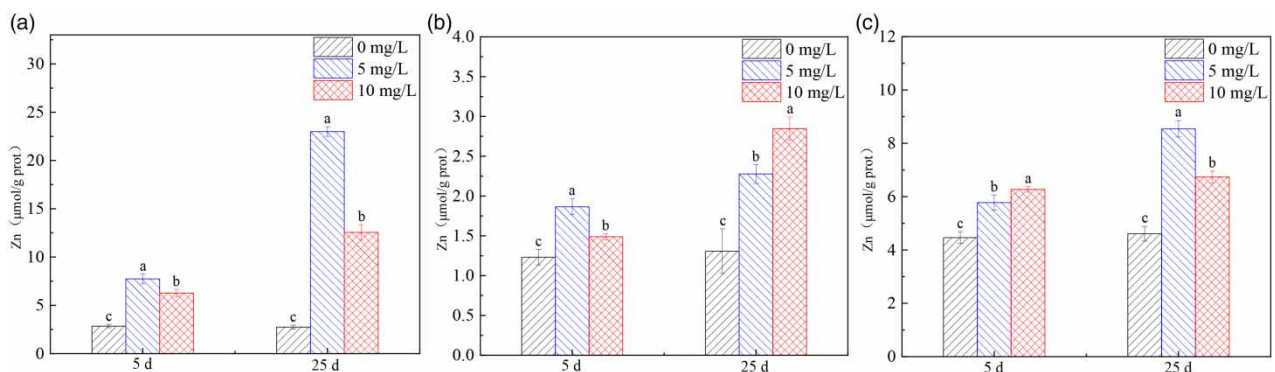 (a)
Zn (μmol/g prot)
30
25
20
15
10
5
0
0 mg/L
5 mg/L
10 mg/L
c
a
b
c
a
b
5 d
25 d
(b)
Zn (μmol/g prot)
4.0
3.5
3.0
2.5
2.0
1.5
1.0
0.5
0.0
0 mg/L
5 mg/L
10 mg/L
c
a
b
c
b
a
5 d
25 d
(c)
Zn (μmol/g prot)
12
10
8
6
4
2
0
0 mg/L
5 mg/L
10 mg/L
c
b
a
c
a
b
5 d
25 d